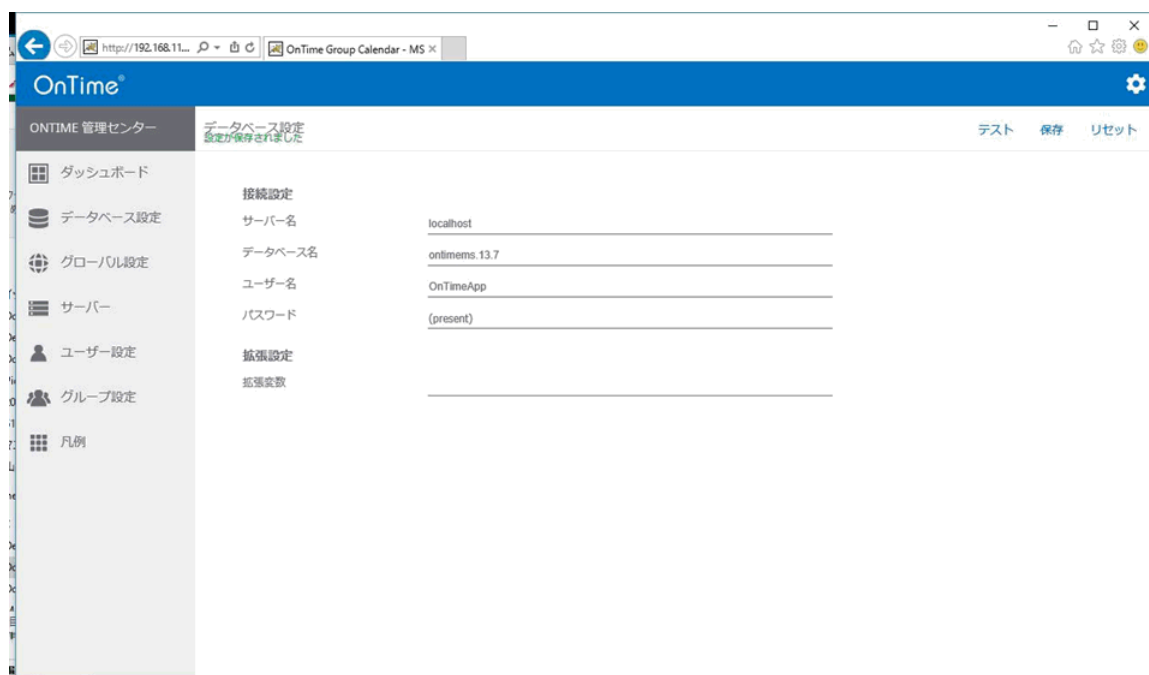 http://192.168.11...
OnTime Group Calendar - MS
OnTime®
ONTIME 管理センター
データベース設定
設定が保存されました
テスト 保存 リセット
ダッシュボード
データベース設定
グローバル設定
サーバー
ユーザー設定
グループ設定
凡例
接続設定
サーバー名 localhost
データベース名 ontimems.13.7
ユーザー名 OnTimeApp
パスワード (present)
拡張設定
拡張変数